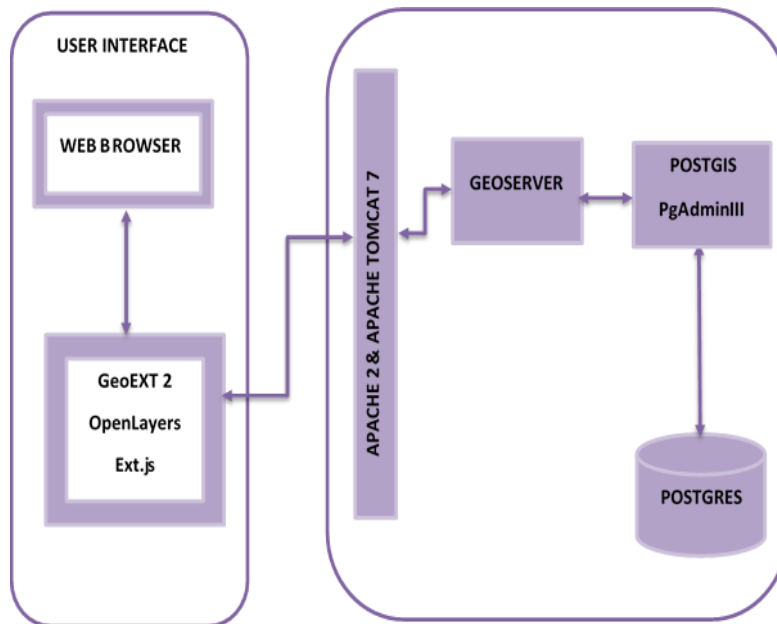 USER INTERFACE
WEB BROWSER
GeoEXT 2
OpenLayers
Ext.js
APACHE 2 & APACHE TOMCAT 7
GEOSERVER
POSTGIS
PgAdminIII
POSTGRES